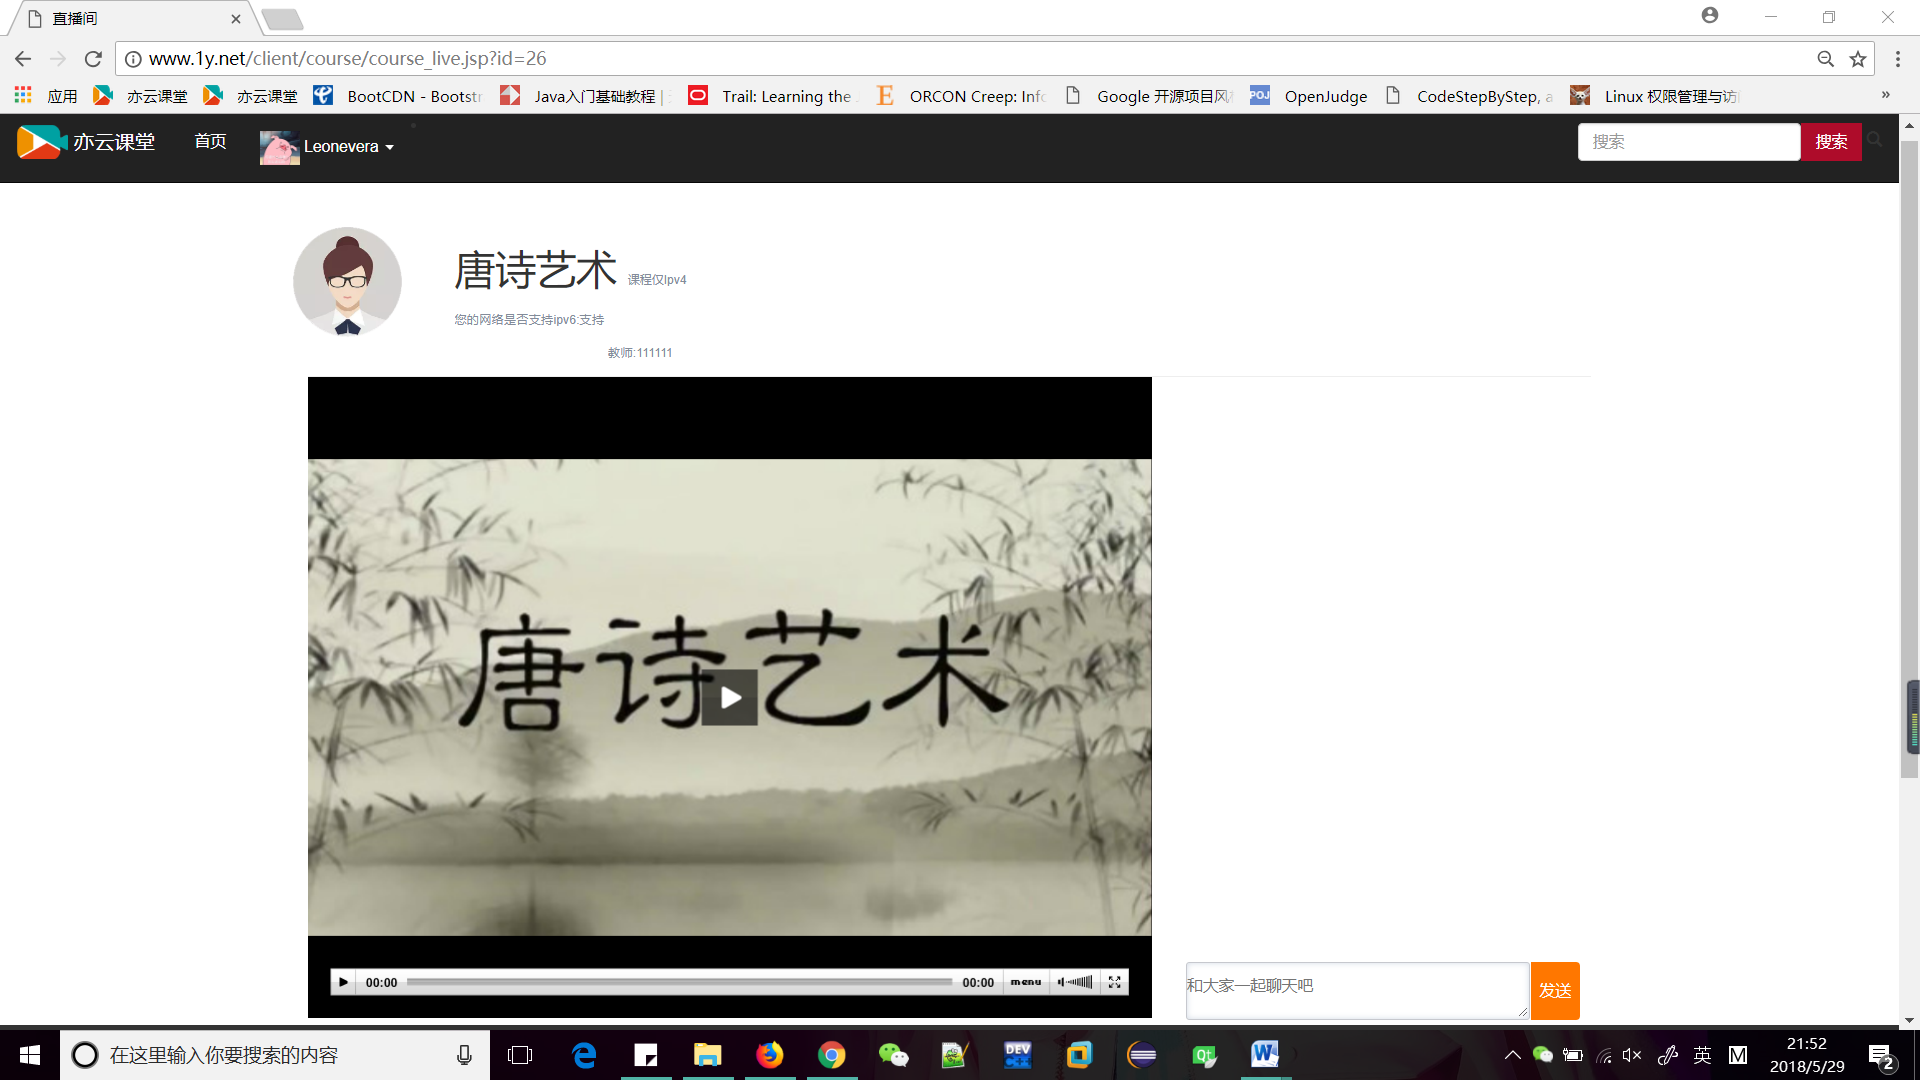 直播间
www.1y.net/client/course/course_live.jsp?id=26
应用
亦云课堂
亦云课堂
BootCDN - Bootstr
Java入门基础教程 |
Trail: Learning the
ORCON Creep: Info
Google 开源项目风
POJ
OpenJudge
CodeStepByStep, a
Linux 权限管理与访
»
亦云课堂
首页
Leonevera
搜索
搜索
唐诗艺术 课程仅Ipv4
您的网络是否支持ipv6:支持
教师:111111
唐诗艺术
00:00
00:00
menu
和大家一起聊天吧
发送
在这里输入你要搜索的内容
DEV
Qt
英
M
21:52
2018/5/29
2